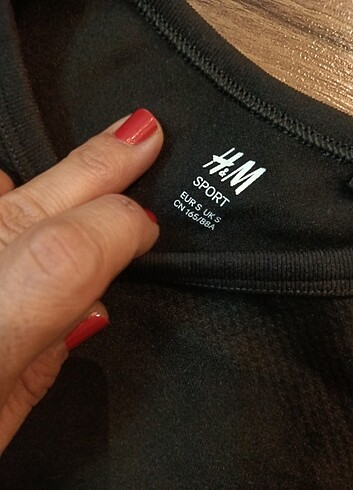 H&M
SPORT
EUR S UK S
CN 165/88A